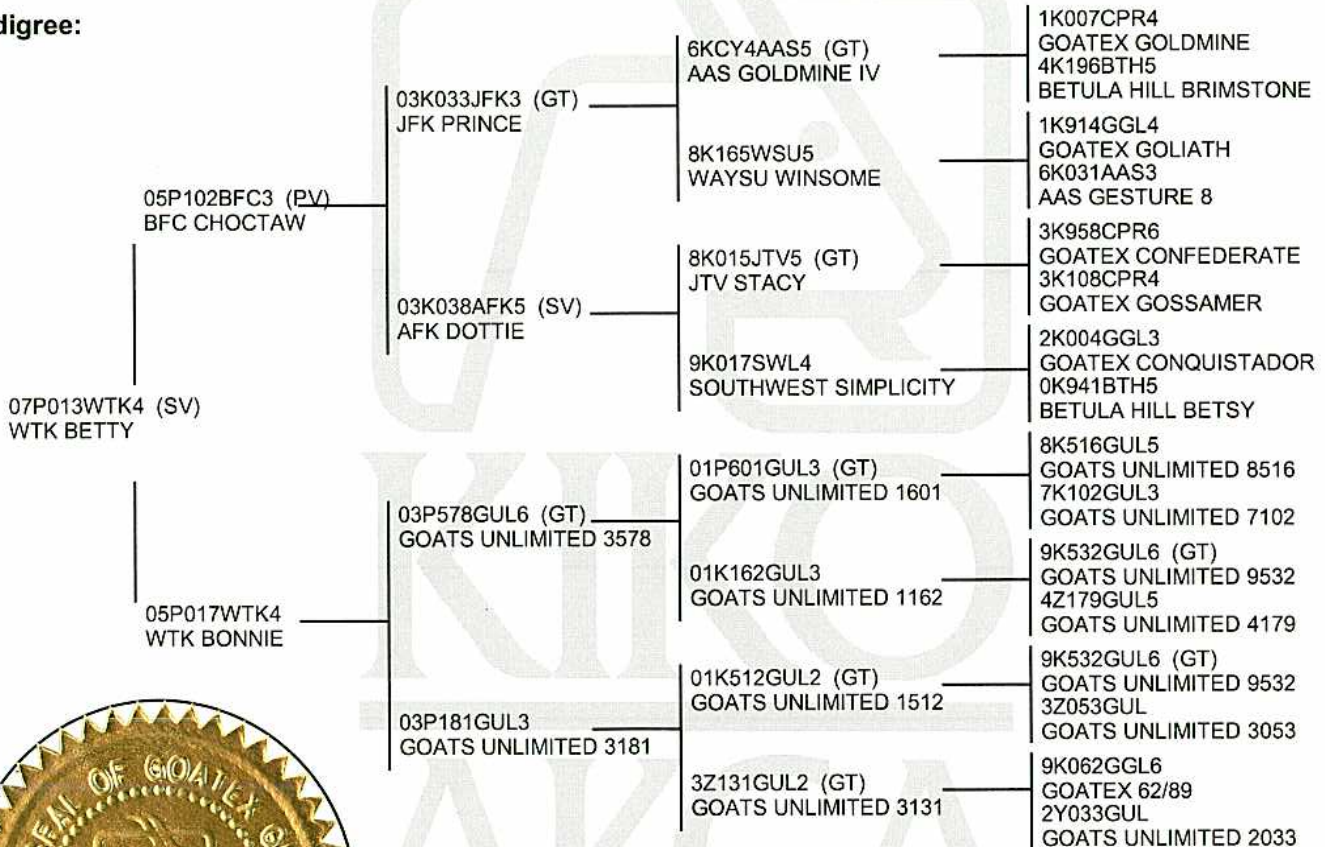 digree:
1K007CPR4
GOATEX GOLDMINE
4K196BTH5
BETULA HILL BRIMSTONE
6KCY4AAS5 (GT)
AAS GOLDMINE IV
03K033JFK3 (GT)
JFK PRINCE
1K914GGL4
GOATEX GOLIATH
6K031AAS3
AAS GESTURE 8
8K165WSU5
WAYSU WINSOME
05P102BFC3 (PV)
BFC CHOCTAW
3K958CPR6
GOATEX CONFEDERATE
3K108CPR4
GOATEX GOSSAMER
8K015JTV5 (GT)
JTV STACY
03K038AFK5 (SV)
AFK DOTTIE
2K004GGL3
GOATEX CONQUISTADOR
0K941BTH5
BETULA HILL BETSY
9K017SWL4
SOUTHWEST SIMPLICITY
07P013WTK4 (SV)
WTK BETTY
8K516GUL5
GOATS UNLIMITED 8516
7K102GUL3
GOATS UNLIMITED 7102
01P601GUL3 (GT)
GOATS UNLIMITED 1601
03P578GUL6 (GT)
GOATS UNLIMITED 3578
9K532GUL6 (GT)
GOATS UNLIMITED 9532
4Z179GUL5
GOATS UNLIMITED 4179
01K162GUL3
GOATS UNLIMITED 1162
05P017WTK4
WTK BONNIE
9K532GUL6 (GT)
GOATS UNLIMITED 9532
3Z053GUL
GOATS UNLIMITED 3053
01K512GUL2 (GT)
GOATS UNLIMITED 1512
03P181GUL3
GOATS UNLIMITED 3181
9K062GGL6
GOATEX 62/89
2Y033GUL
GOATS UNLIMITED 2033
3Z131GUL2 (GT)
GOATS UNLIMITED 3131
KIKO
AKGA
SEAL OF GOATEX G